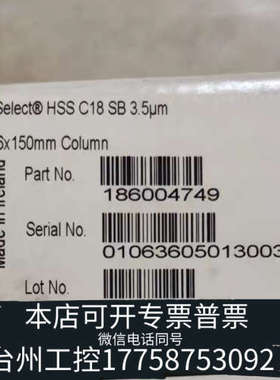 Select® HSS C18 SB 3.5µm
6x150mm Column
Made in Ireland
Part No.
186004749
Serial No.
01063605013003
Lot No.
本店可开专票普票
微信电话同号
台州工控17758753092